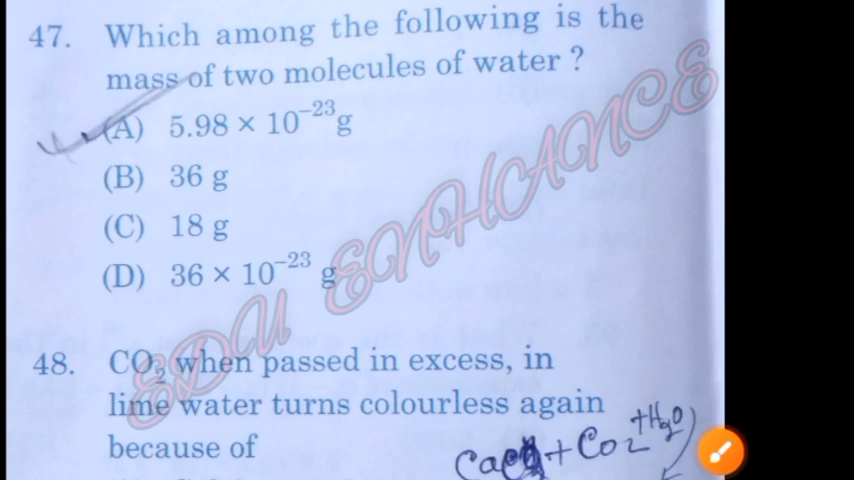 47. Which among the following is the
mass of two molecules of water ?
(A) 5.98 × 10⁻²³g
(B) 36 g
(C) 18 g
(D) 36 × 10⁻²³ g
EDU ENHCANCE
48. CO₂ when passed in excess, in
lime water turns colourless again
because of
+H₂O
+ CO₂